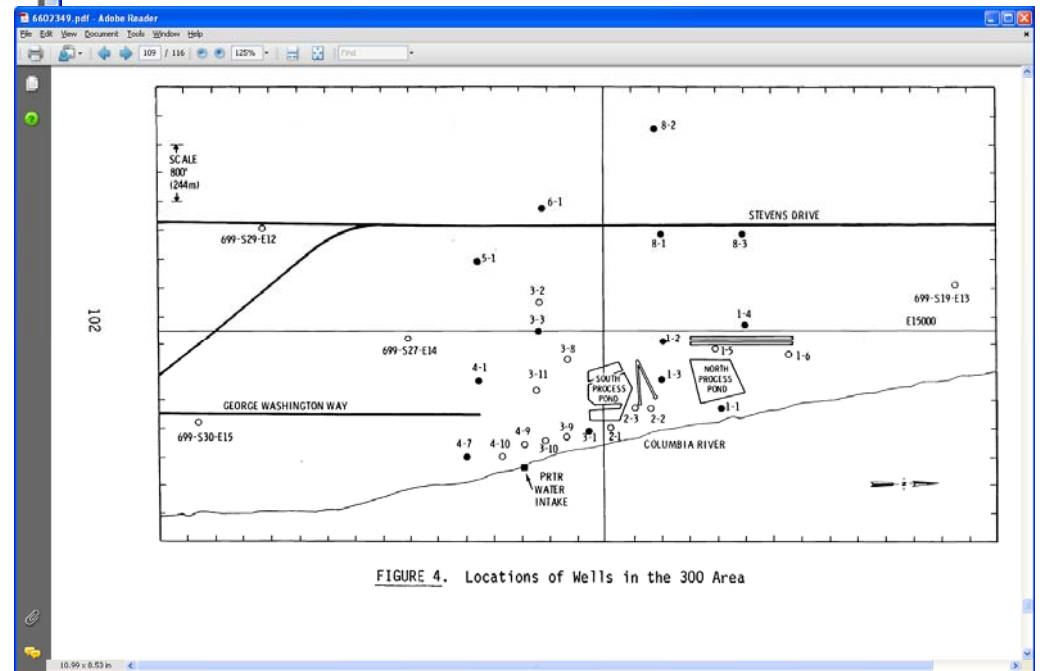 6602349.pdf - Adobe Reader
File Edit View Document Tools Window Help
109 / 116 125% Find
8-2
SCALE
800'
(244m)
6-1
STEVENS DRIVE
699-S29-E12
8-1
8-3
5-1
3-2
699-S19-E13
102
3-3
1-4
E15000
699-S27-E14
3-8
1-2
1-5
1-6
4-1
3-11
SOUTH
PROCESS
POND
1-3
NORTH
PROCESS
POND
GEORGE WASHINGTON WAY
1-1
699-S30-E15
4-9
3-9
2-3
2-2
4-7
4-10
3-10
3-1
2-1
COLUMBIA RIVER
PRTR
WATER
INTAKE
FIGURE 4. Locations of Wells in the 300 Area
10.99 x 8.53 in